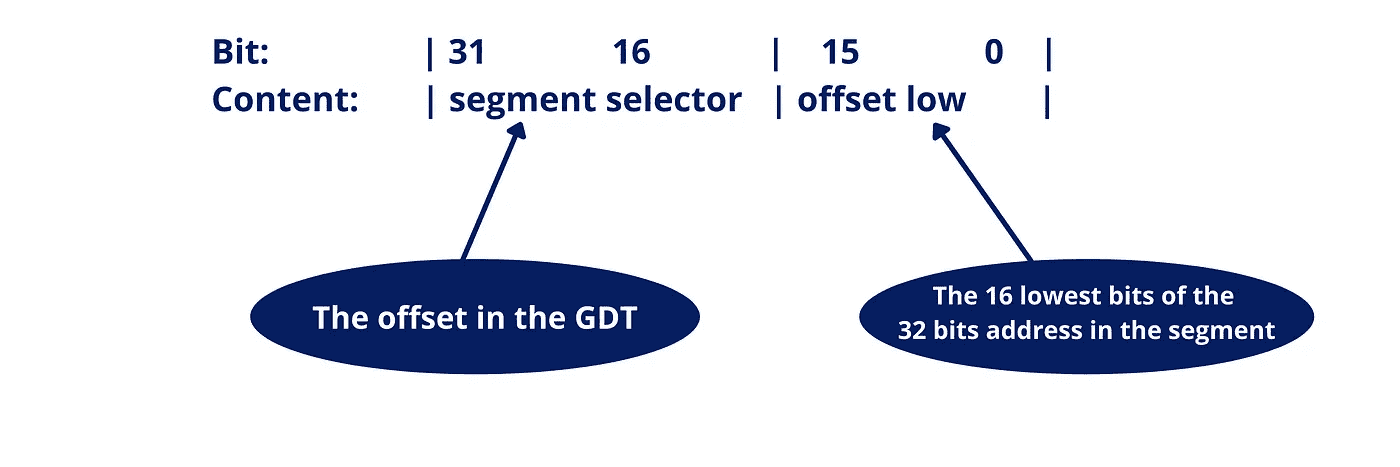 Bit: | 31 16 | 15 0 |
Content: | segment selector | offset low |
The offset in the GDT
The 16 lowest bits of the
32 bits address in the segment